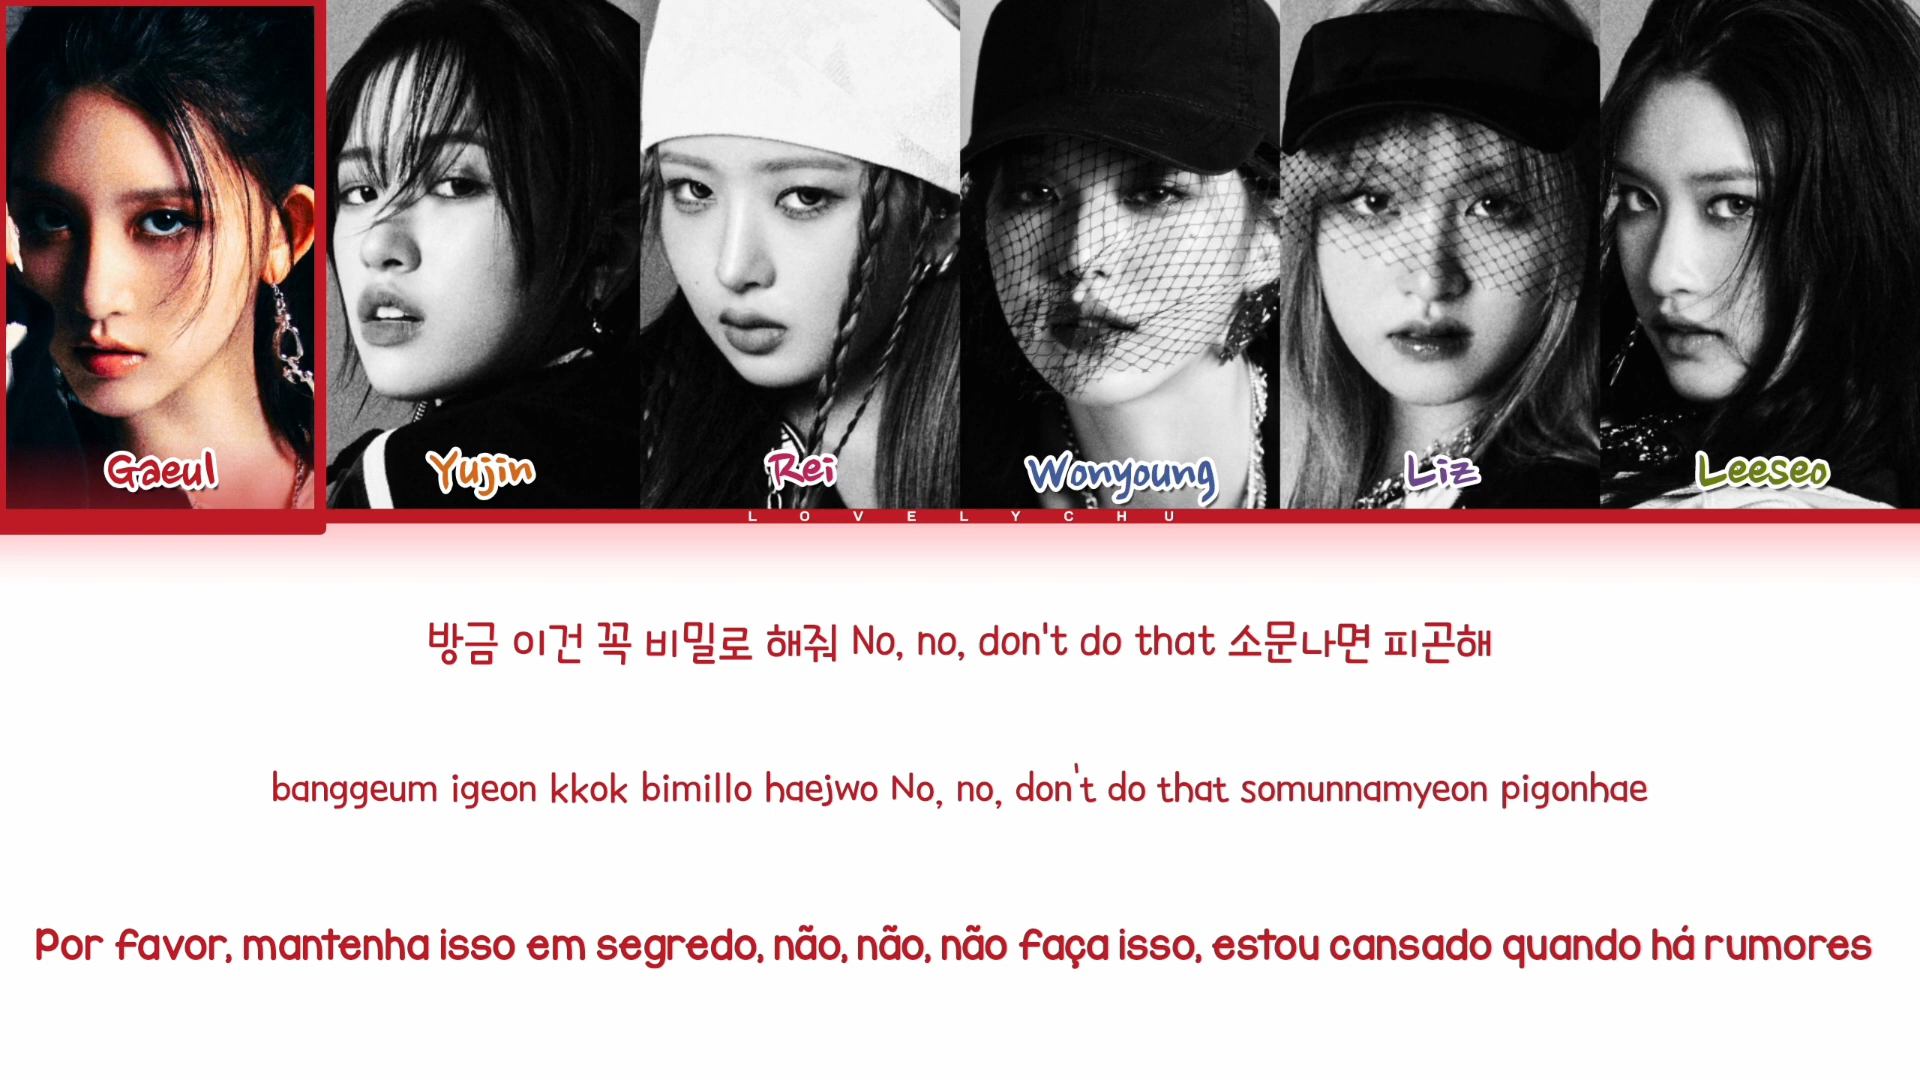 Gaeul
Yujin
Rei
Wonyoung
Liz
Leeseo
LOVELYCHU
방금 이건 꼭 비밀로 해줘 No, no, don't do that 소문나면 피곤해
banggeum igeon kkok bimillo haejwo No, no, don't do that somunnamyeon pigonhae
Por favor, mantenha isso em segredo, não, não, não faça isso, estou cansado quando há rumores